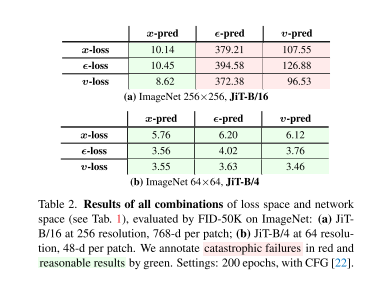 x-pred ϵ-pred v-pred
x-loss 10.14 379.21 107.55
ϵ-loss 10.45 394.58 126.88
v-loss 8.62 372.38 96.53
(a) ImageNet 256×256, JiT-B/16
x-pred ϵ-pred v-pred
x-loss 5.76 6.20 6.12
ϵ-loss 3.56 4.02 3.76
v-loss 3.55 3.63 3.46
(b) ImageNet 64×64, JiT-B/4
Table 2. Results of all combinations of loss space and network
space (see Tab. 1), evaluated by FID-50K on ImageNet: (a) JiT-
B/16 at 256 resolution, 768-d per patch; (b) JiT-B/4 at 64 resolu-
tion, 48-d per patch. We annotate catastrophic failures in red and
reasonable results by green. Settings: 200 epochs, with CFG [22].